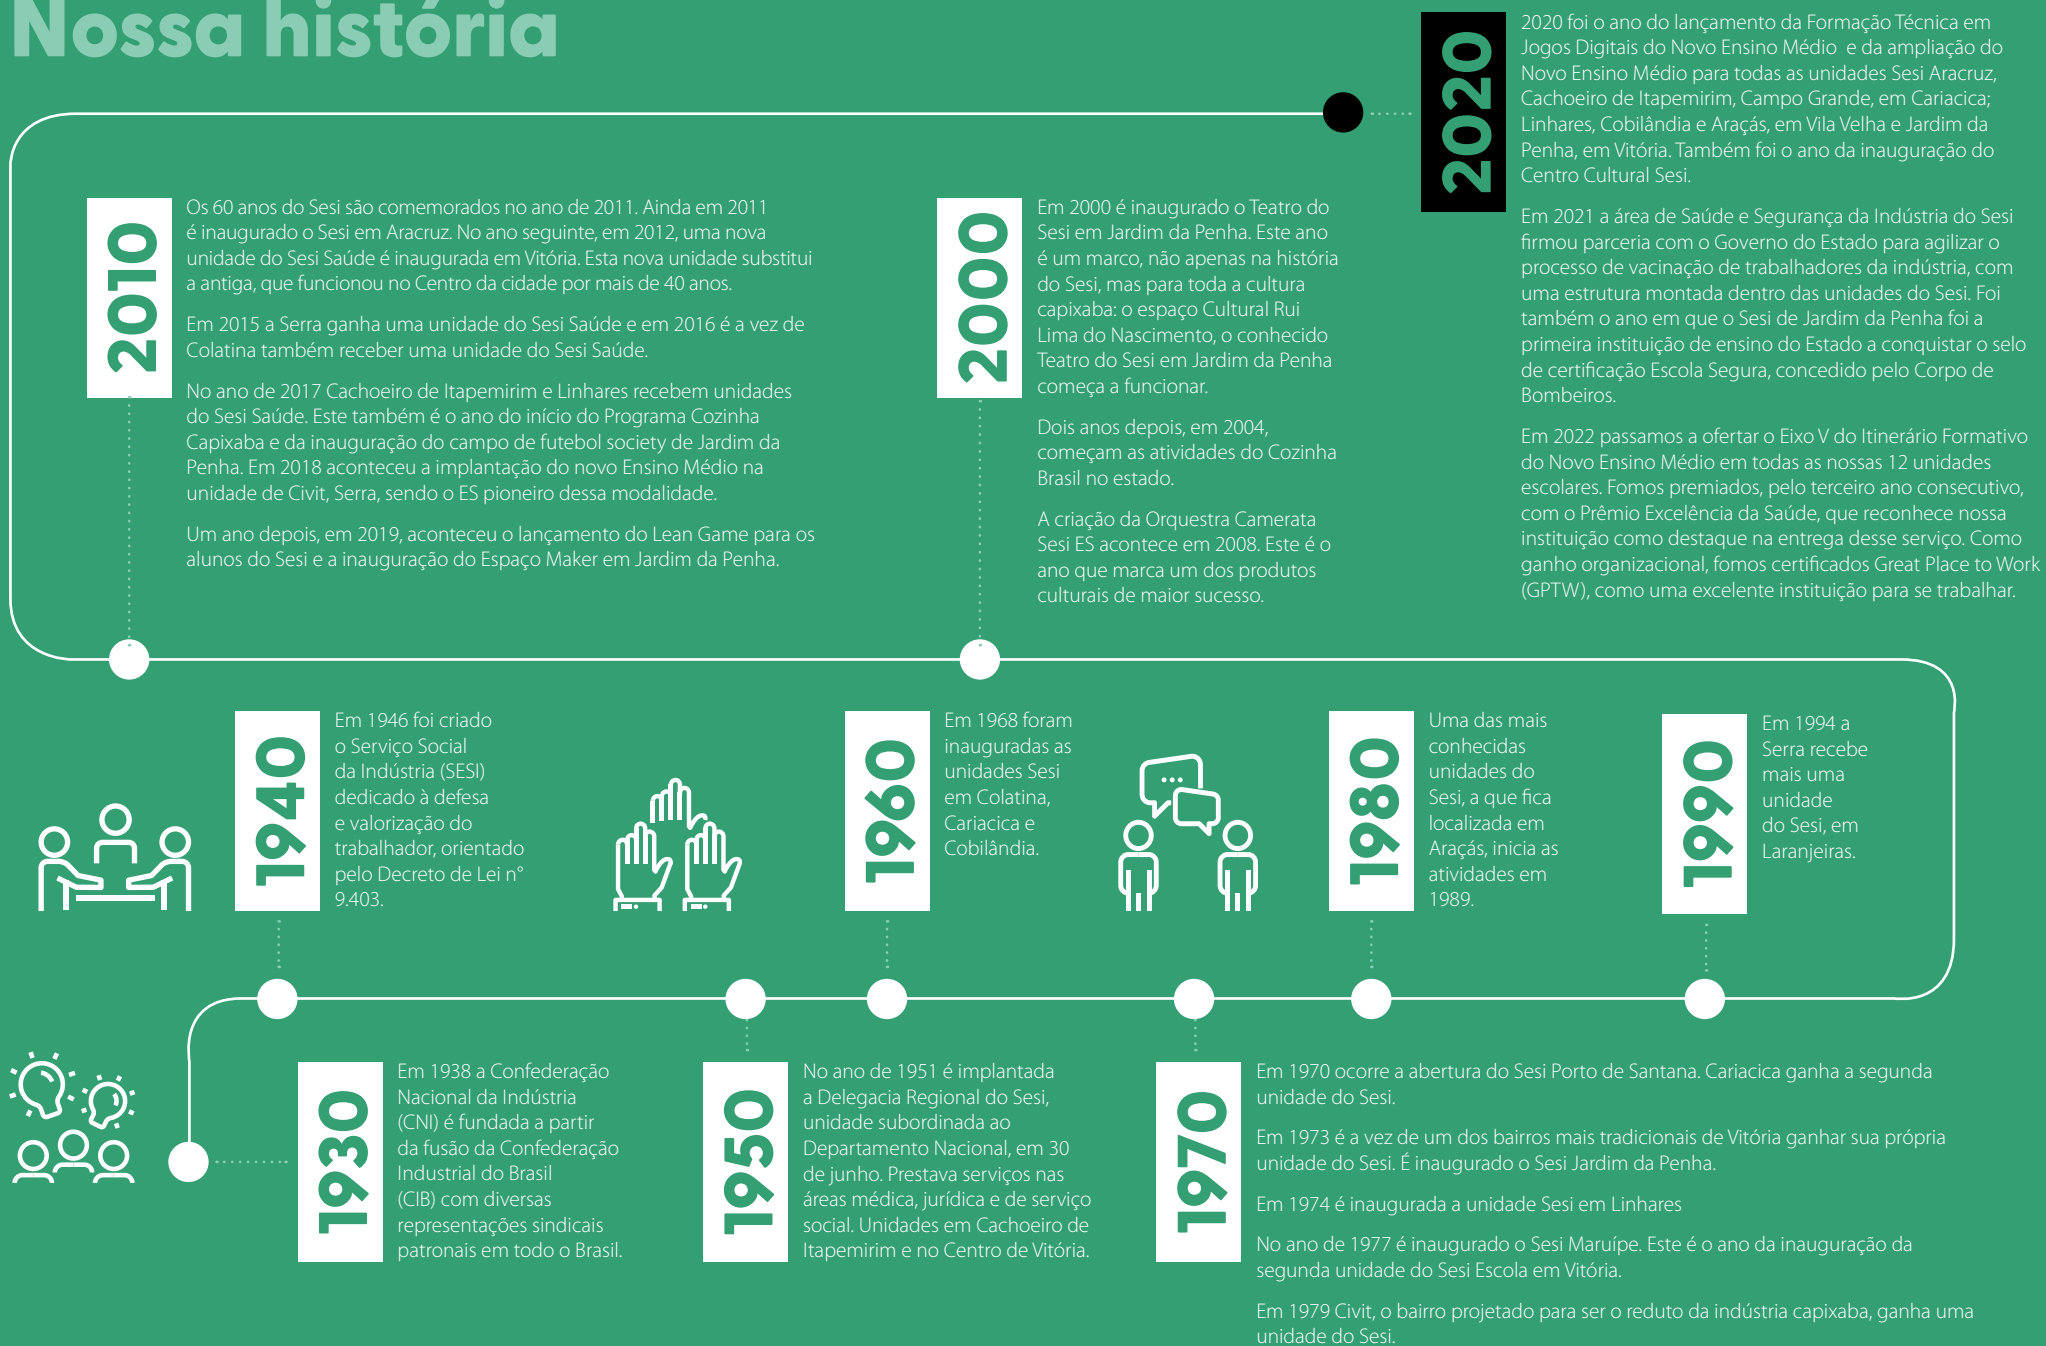 Nossa história
2020
2020 foi o ano do lançamento da Formação Técnica em
Jogos Digitais do Novo Ensino Médio e da ampliação do
Novo Ensino Médio para todas as unidades Sesi Aracruz,
Cachoeiro de Itapemirim, Campo Grande, em Cariacica;
Linhares, Cobilândia e Araçás, em Vila Velha e Jardim da
Penha, em Vitória. Também foi o ano da inauguração do
Centro Cultural Sesi.
Em 2021 a área de Saúde e Segurança da Indústria do Sesi
firmou parceria com o Governo do Estado para agilizar o
processo de vacinação de trabalhadores da indústria, com
uma estrutura montada dentro das unidades do Sesi. Foi
também o ano em que o Sesi de Jardim da Penha foi a
primeira instituição de ensino do Estado a conquistar o selo
de certificação Escola Segura, concedido pelo Corpo de
Bombeiros.
Em 2022 passamos a ofertar o Eixo V do Itinerário Formativo
do Novo Ensino Médio em todas as nossas 12 unidades
escolares. Fomos premiados, pelo terceiro ano consecutivo,
com o Prêmio Excelência da Saúde, que reconhece nossa
instituição como destaque na entrega desse serviço. Como
ganho organizacional, fomos certificados Great Place to Work
(GPTW), como uma excelente instituição para se trabalhar.
2010
Os 60 anos do Sesi são comemorados no ano de 2011. Ainda em 2011
é inaugurado o Sesi em Aracruz. No ano seguinte, em 2012, uma nova
unidade do Sesi Saúde é inaugurada em Vitória. Esta nova unidade substitui
a antiga, que funcionou no Centro da cidade por mais de 40 anos.
Em 2015 a Serra ganha uma unidade do Sesi Saúde e em 2016 é a vez de
Colatina também receber uma unidade do Sesi Saúde.
No ano de 2017 Cachoeiro de Itapemirim e Linhares recebem unidades
do Sesi Saúde. Este também é o ano do início do Programa Cozinha
Capixaba e da inauguração do campo de futebol society de Jardim da
Penha. Em 2018 aconteceu a implantação do novo Ensino Médio na
unidade de Civit, Serra, sendo o ES pioneiro dessa modalidade.
Um ano depois, em 2019, aconteceu o lançamento do Lean Game para os
alunos do Sesi e a inauguração do Espaço Maker em Jardim da Penha.
2000
Em 2000 é inaugurado o Teatro do
Sesi em Jardim da Penha. Este ano
é um marco, não apenas na história
do Sesi, mas para toda a cultura
capixaba: o espaço Cultural Rui
Lima do Nascimento, o conhecido
Teatro do Sesi em Jardim da Penha
começa a funcionar.
Dois anos depois, em 2004,
começam as atividades do Cozinha
Brasil no estado.
A criação da Orquestra Camerata
Sesi ES acontece em 2008. Este é o
ano que marca um dos produtos
culturais de maior sucesso.
1940
Em 1946 foi criado
o Serviço Social
da Indústria (SESI)
dedicado à defesa
e valorização do
trabalhador, orientado
pelo Decreto de Lei n°
9.403.
1960
Em 1968 foram
inauguradas as
unidades Sesi
em Colatina,
Cariacica e
Cobilândia.
1980
Uma das mais
conhecidas
unidades do
Sesi, a que fica
localizada em
Araçás, inicia as
atividades em
1989.
1990
Em 1994 a
Serra recebe
mais uma
unidade
do Sesi, em
Laranjeiras.
1930
Em 1938 a Confederação
Nacional da Indústria
(CNI) é fundada a partir
da fusão da Confederação
Industrial do Brasil
(CIB) com diversas
representações sindicais
patronais em todo o Brasil.
1950
No ano de 1951 é implantada
a Delegacia Regional do Sesi,
unidade subordinada ao
Departamento Nacional, em 30
de junho. Prestava serviços nas
áreas médica, jurídica e de serviço
social. Unidades em Cachoeiro de
Itapemirim e no Centro de Vitória.
1970
Em 1970 ocorre a abertura do Sesi Porto de Santana. Cariacica ganha a segunda
unidade do Sesi.
Em 1973 é a vez de um dos bairros mais tradicionais de Vitória ganhar sua própria
unidade do Sesi. É inaugurado o Sesi Jardim da Penha.
Em 1974 é inaugurada a unidade Sesi em Linhares
No ano de 1977 é inaugurado o Sesi Maruípe. Este é o ano da inauguração da
segunda unidade do Sesi Escola em Vitória.
Em 1979 Civit, o bairro projetado para ser o reduto da indústria capixaba, ganha uma
unidade do Sesi.